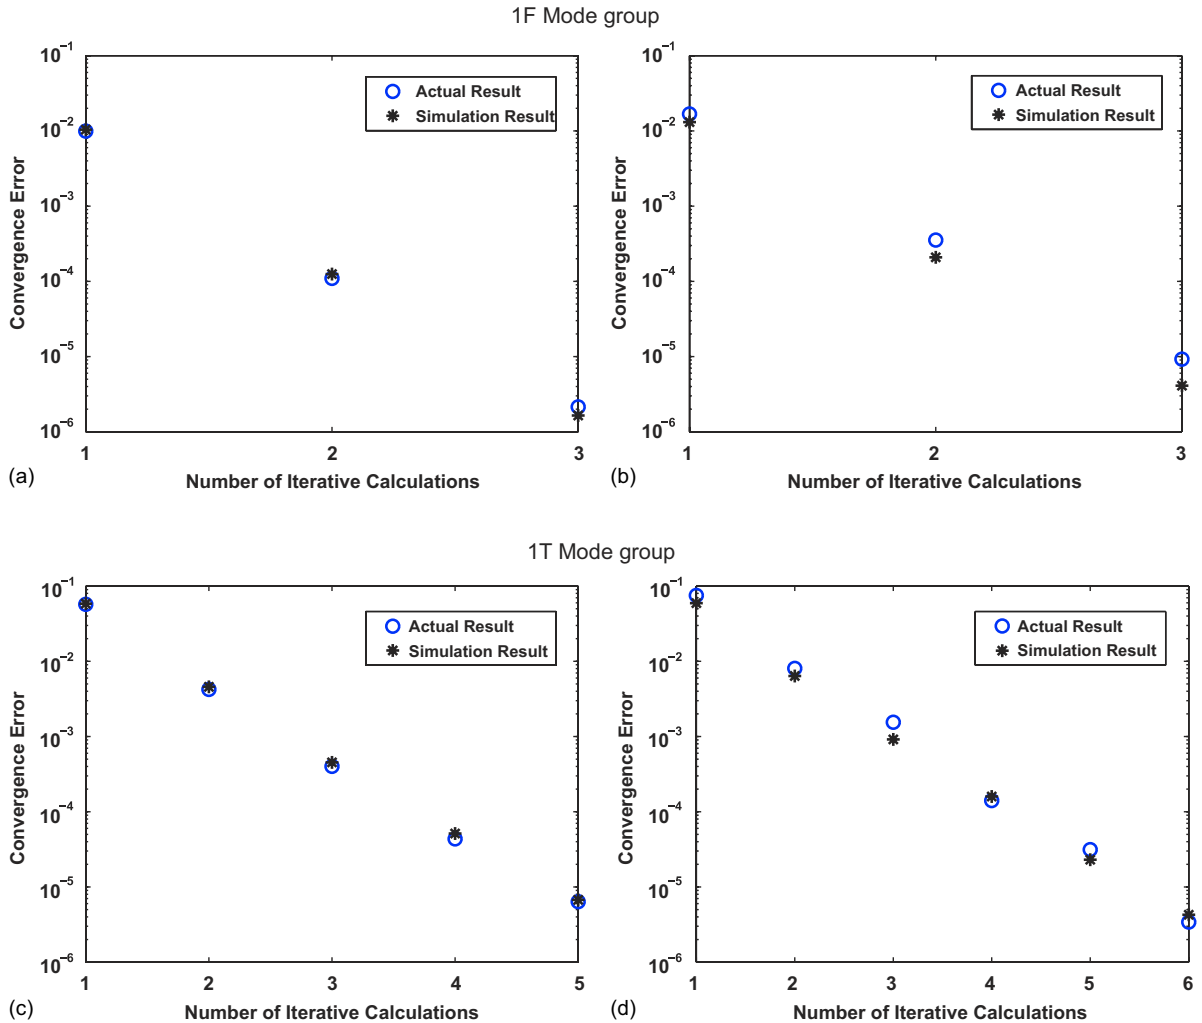 1F Mode group
10⁻¹
10⁻²
10⁻³
10⁻⁴
10⁻⁵
10⁻⁶
Convergence Error
Actual Result
Simulation Result
1 2 3
(a) Number of Iterative Calculations
10⁻¹
10⁻²
10⁻³
10⁻⁴
10⁻⁵
10⁻⁶
Convergence Error
Actual Result
Simulation Result
1 2 3
(b) Number of Iterative Calculations
1T Mode group
10⁻¹
10⁻²
10⁻³
10⁻⁴
10⁻⁵
10⁻⁶
Convergence Error
Actual Result
Simulation Result
1 2 3 4 5
(c) Number of Iterative Calculations
10⁻¹
10⁻²
10⁻³
10⁻⁴
10⁻⁵
10⁻⁶
Convergence Error
Actual Result
Simulation Result
1 2 3 4 5 6
(d) Number of Iterative Calculations